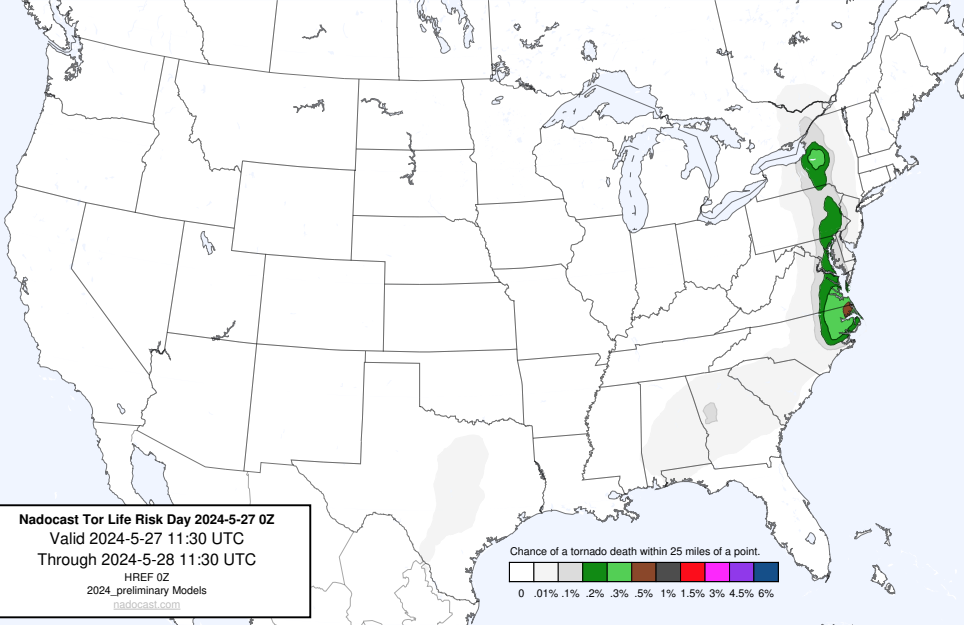 Nadocast Tor Life Risk Day 2024-5-27 0Z
Valid 2024-5-27 11:30 UTC
Through 2024-5-28 11:30 UTC
HREF 0Z
2024_preliminary Models
nadocast.com
Chance of a tornado death within 25 miles of a point.
0 .01% .1% .2% .3% .5% 1% 1.5% 3% 4.5% 6%